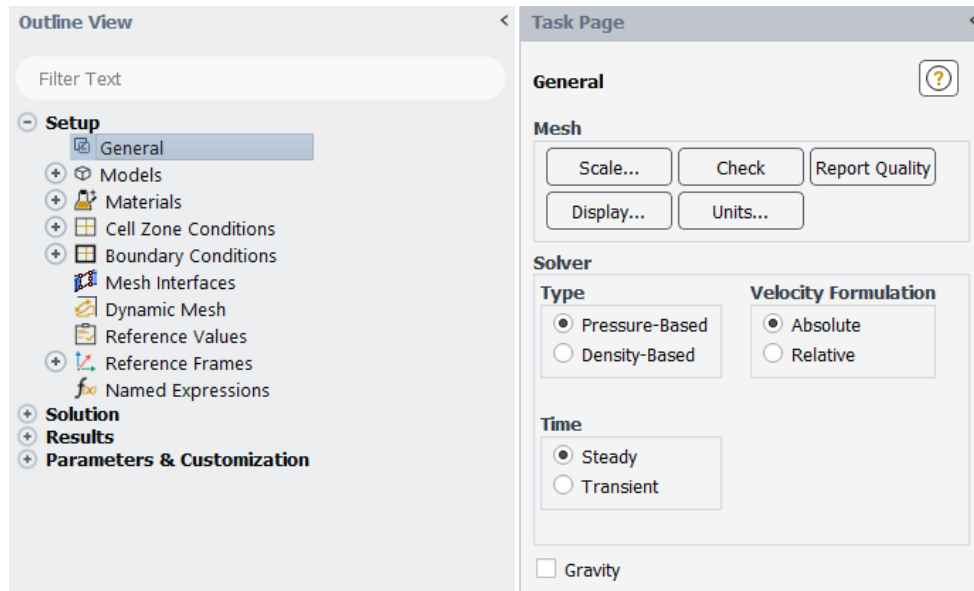 Outline View
Filter Text
Setup
General
Models
Materials
Cell Zone Conditions
Boundary Conditions
Mesh Interfaces
Dynamic Mesh
Reference Values
Reference Frames
Named Expressions
Solution
Results
Parameters & Customization
Task Page
General
?
Mesh
Scale... Check Report Quality
Display... Units...
Solver
Type Velocity Formulation
Pressure-Based Absolute
Density-Based Relative
Time
Steady
Transient
Gravity